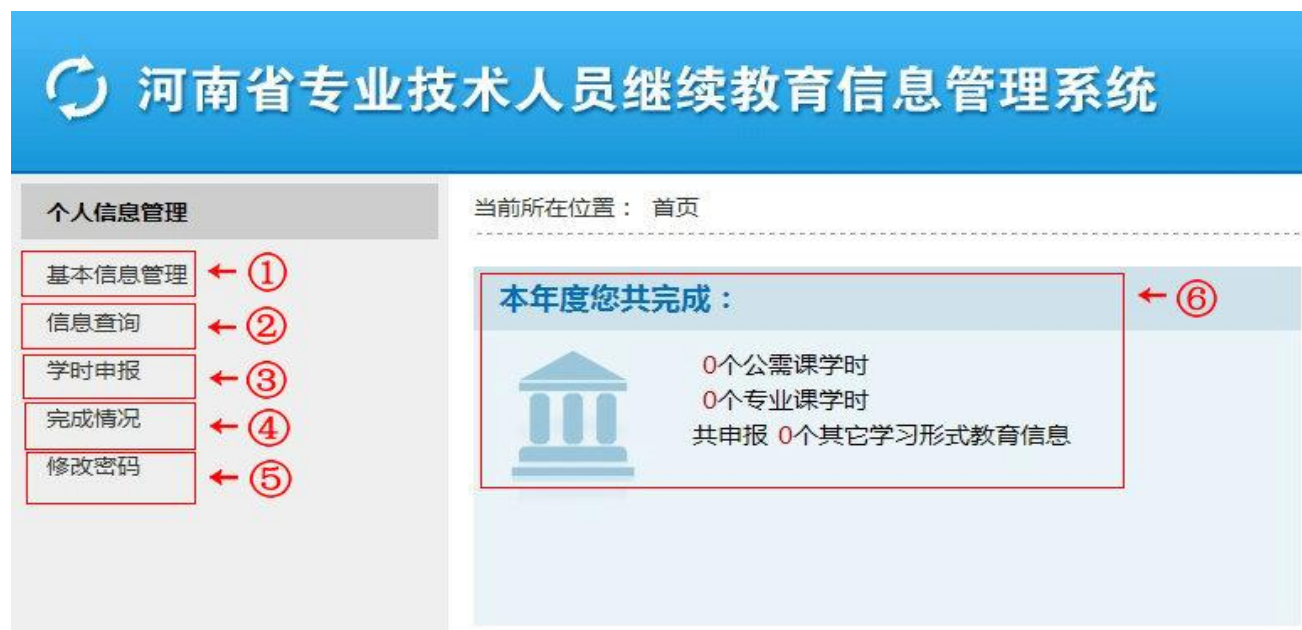 河南省专业技术人员继续教育信息管理系统
个人信息管理
基本信息管理 ← ①
信息查询 ← ②
学时申报 ← ③
完成情况 ← ④
修改密码 ← ⑤
当前所在位置： 首页
本年度您共完成： ← ⑥
0个公需课学时
0个专业课学时
共申报 0个其它学习形式教育信息